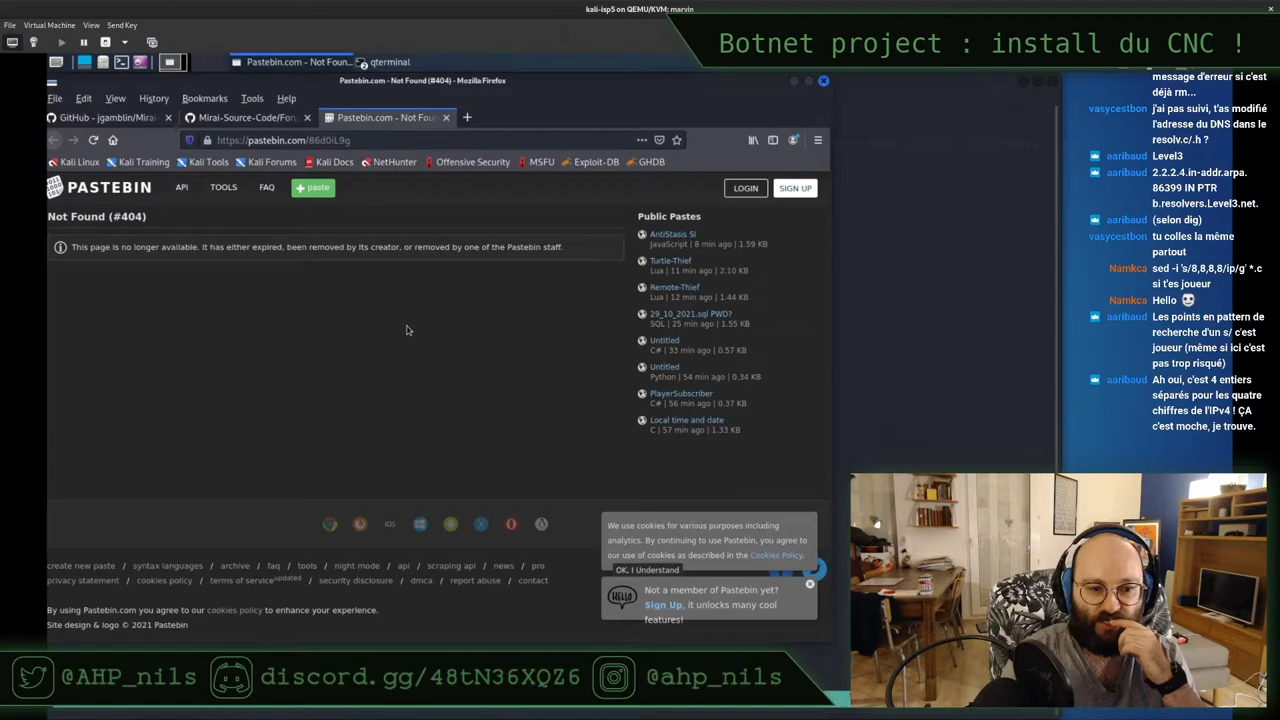 kali-isp5 on QEMU/KVM: marvin
File Virtual Machine View Send Key
Botnet project : install du CNC !
Pastebin.com - Not Foun... qterminal
Pastebin.com - Not Found (#404) - Mozilla Firefox
File Edit View History Bookmarks Tools Help
GitHub - jgamblin/Mirai- Mirai-Source-Code/Foru Pastebin.com - Not Fou
https://pastebin.com/86d0iL9g
Kali Linux Kali Training Kali Tools Kali Forums Kali Docs NetHunter Offensive Security MSFU Exploit-DB GHDB
PASTEBIN API TOOLS FAQ + paste LOGIN SIGN UP
Not Found (#404)
This page is no longer available. It has either expired, been removed by its creator, or removed by one of the Pastebin staff.
Public Pastes
AntiStasis SI
JavaScript | 8 min ago | 1.59 KB
Turtle-Thief
Lua | 11 min ago | 2.10 KB
Remote-Thief
Lua | 12 min ago | 1.44 KB
29_10_2021.sql PWD?
SQL | 25 min ago | 1.55 KB
Untitled
C# | 33 min ago | 0.57 KB
Untitled
Python | 54 min ago | 0.34 KB
PlayerSubscriber
C# | 56 min ago | 0.37 KB
Local time and date
C | 57 min ago | 1.33 KB
iOS
We use cookies for various purposes including
analytics. By continuing to use Pastebin, you agree to
our use of cookies as described in the Cookies Policy.
OK, I Understand
HELLO
Not a member of Pastebin yet?
Sign Up, it unlocks many cool
features!
create new paste / syntax languages / archive / faq / tools / night mode / api / scraping api / news / pro
privacy statement / cookies policy / terms of service updated / security disclosure / dmca / report abuse / contact
By using Pastebin.com you agree to our cookies policy to enhance your experience.
Site design & logo © 2021 Pastebin
message d'erreur si c'est
déjà rm...
vasycestbon j'ai pas suivi, t'as modifié
l'adresse du DNS dans le
resolv.c/.h ?
aaribaud Level3
aaribaud 2.2.2.4.in-addr.arpa.
86399 IN PTR
b.resolvers.Level3.net.
aaribaud (selon dig)
vasycestbon tu colles la même
partout
Namkca sed -i 's/8,8,8,8/ip/g' *.c
si t'es joueur
Namkca Hello
aaribaud Les points en pattern de
recherche d'un s/ c'est
joueur (même si ici c'est
pas trop risqué)
aaribaud Ah oui, c'est 4 entiers
séparés pour les quatre
chiffres de l'IPv4 ! ÇA
c'est moche, je trouve.
@AHP_nils discord.gg/48tN36XQZ6 @ahp_nils